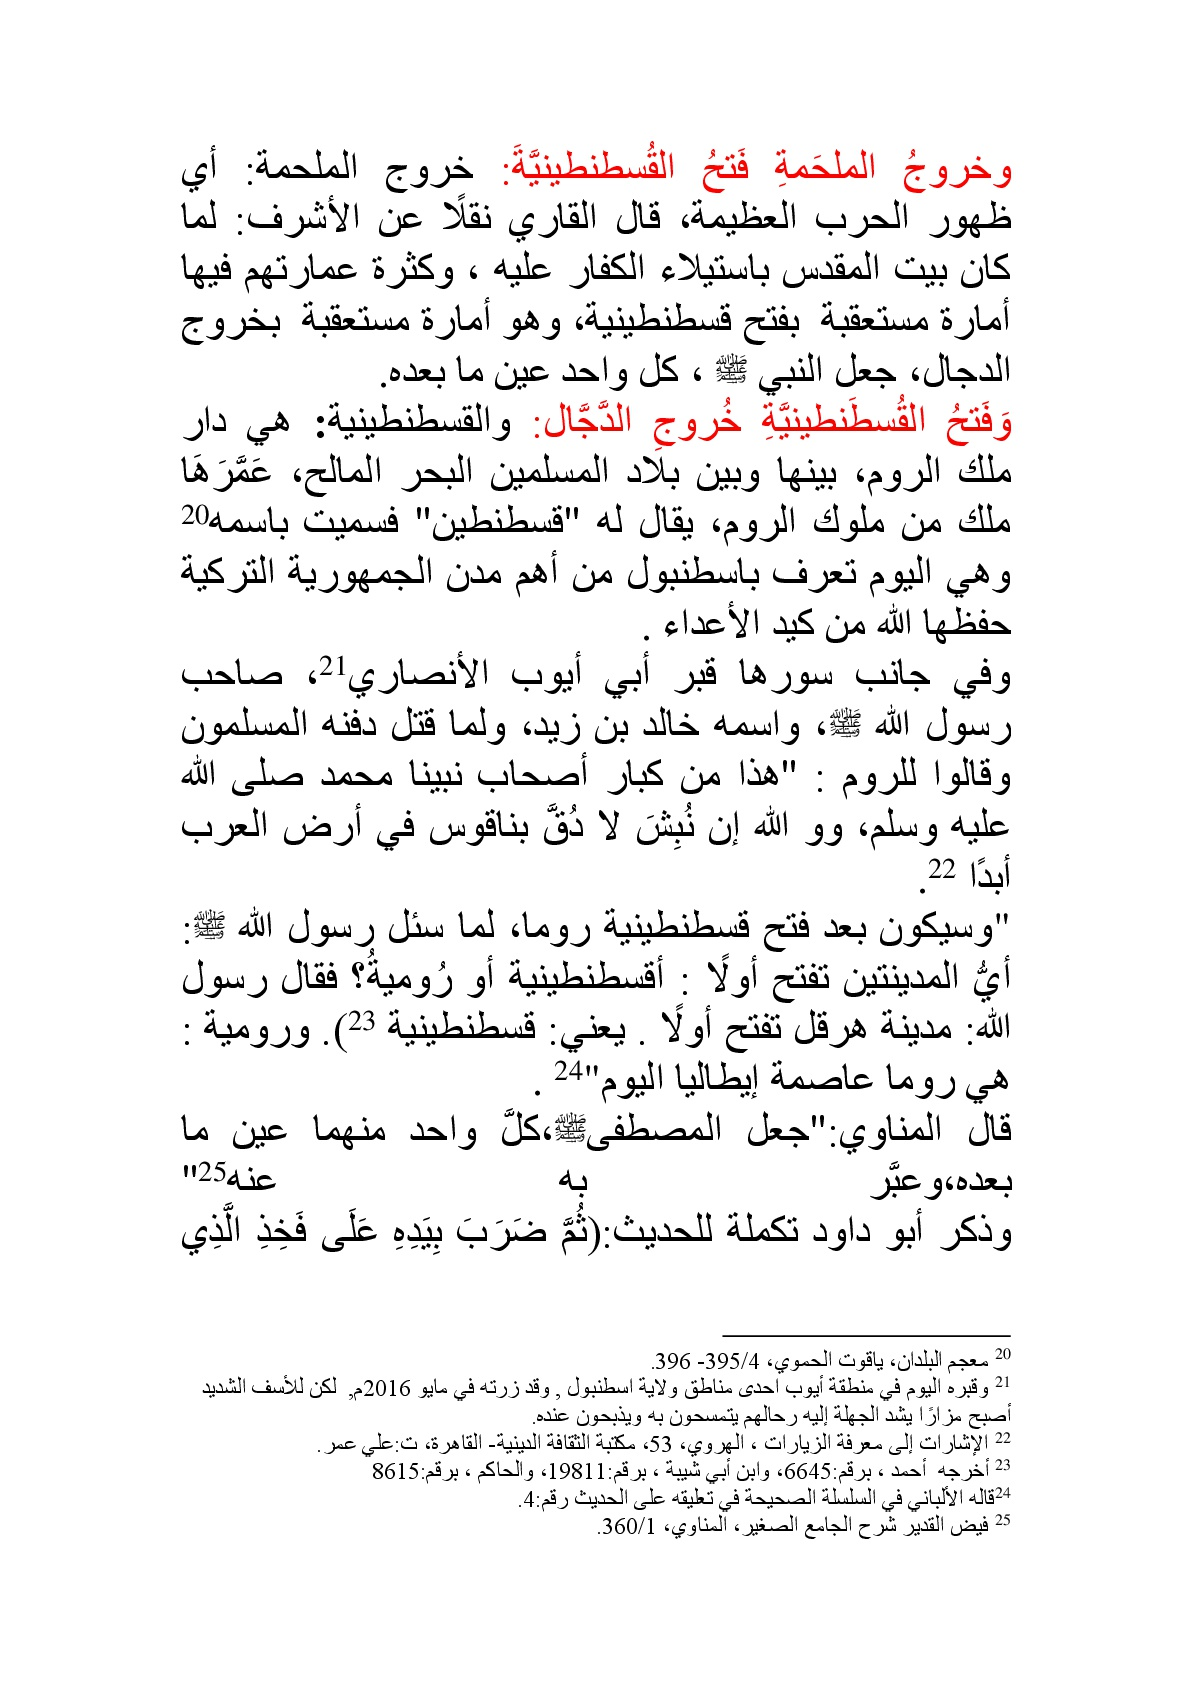 وخروجُ الملحَمةِ فَتحُ القُسطنطينيَّةَ: خروج الملحمة: أي
ظهور الحرب العظيمة، قال القاري نقلًا عن الأشرف: لما
كان بيت المقدس باستيلاء الكفار عليه ، وكثرة عمارتهم فيها
أمارة مستعقبة بفتح قسطنطينية، وهو أمارة مستعقبة بخروج
الدجال، جعل النبي ﷺ ، كل واحد عين ما بعده.
وَفَتحُ القُسطَنطينيَّةِ خُروجِ الدَّجَّال: والقسطنطينية: هي دار
ملك الروم، بينها وبين بلاد المسلمين البحر المالح، عَمَّرَهَا
ملك من ملوك الروم، يقال له "قسطنطين" فسميت باسمه20
وهي اليوم تعرف باسطنبول من أهم مدن الجمهورية التركية
حفظها الله من كيد الأعداء .
وفي جانب سورها قبر أبي أيوب الأنصاري21، صاحب
رسول الله ﷺ، واسمه خالد بن زيد، ولما قتل دفنه المسلمون
وقالوا للروم : "هذا من كبار أصحاب نبينا محمد صلى الله
عليه وسلم، وو الله إن نُبِشَ لا دُقَّ بناقوس في أرض العرب
أبدًا 22.
"وسيكون بعد فتح قسطنطينية روما، لما سئل رسول الله ﷺ:
أيُّ المدينتين تفتح أولًا : أقسطنطينية أو رُوميةُ؟ فقال رسول
الله: مدينة هرقل تفتح أولًا . يعني: قسطنطينية 23). ورومية :
هي روما عاصمة إيطاليا اليوم"24 .
قال المناوي:"جعل المصطفىﷺ،كلَّ واحد منهما عين ما
بعده،وعبَّر به عنه25"
وذكر أبو داود تكملة للحديث:(ثُمَّ ضَرَبَ بِيَدِهِ عَلَى فَخِذِ الَّذِي
20 معجم البلدان، ياقوت الحموي، 395/4- 396.
21 وقبره اليوم في منطقة أيوب احدى مناطق ولاية اسطنبول , وقد زرته في مايو 2016م, لكن للأسف الشديد
أصبح مزارًا يشد الجهلة إليه رحالهم يتمسحون به ويذبحون عنده.
22 الإشارات إلى معرفة الزيارات ، الهروي، 53، مكتبة الثقافة الدينية- القاهرة، ت:علي عمر.
23 أخرجه أحمد ، برقم:6645، وابن أبي شيبة ، برقم:19811، والحاكم ، برقم:8615
24قاله الألباني في السلسلة الصحيحة في تعليقه على الحديث رقم:4.
25 فيض القدير شرح الجامع الصغير، المناوي، 360/1.